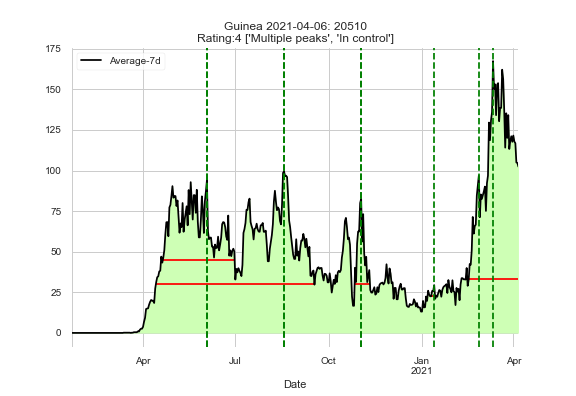 Guinea 2021-04-06: 20510
Rating:4 ['Multiple peaks', 'In control']
Average-7d
175
150
125
100
75
50
25
0
Apr
Jul
Oct
Jan
2021
Apr
Date